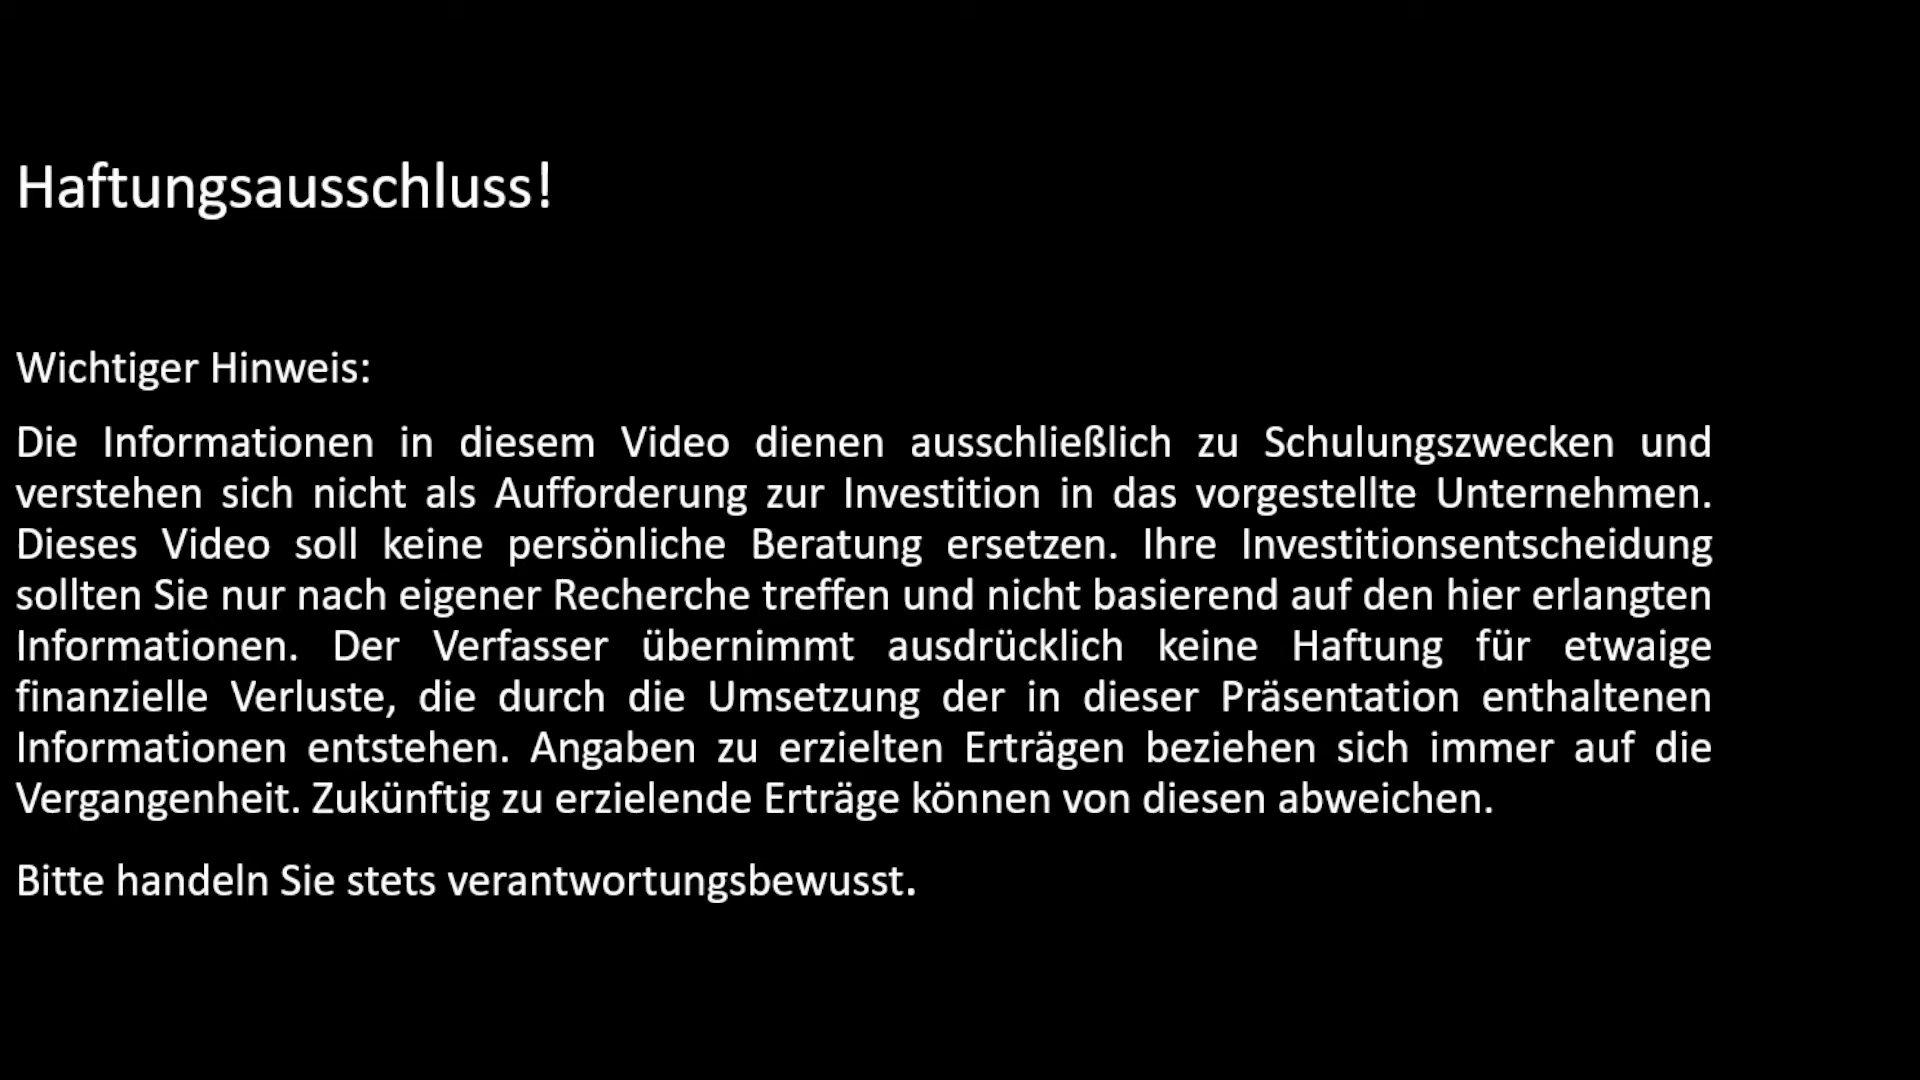 Haftungsausschluss!
Wichtiger Hinweis:
Die Informationen in diesem Video dienen ausschließlich zu Schulungszwecken und
verstehen sich nicht als Aufforderung zur Investition in das vorgestellte Unternehmen.
Dieses Video soll keine persönliche Beratung ersetzen. Ihre Investitionsentscheidung
sollten Sie nur nach eigener Recherche treffen und nicht basierend auf den hier erlangten
Informationen. Der Verfasser übernimmt ausdrücklich keine Haftung für etwaige
finanzielle Verluste, die durch die Umsetzung der in dieser Präsentation enthaltenen
Informationen entstehen. Angaben zu erzielten Erträgen beziehen sich immer auf die
Vergangenheit. Zukünftig zu erzielende Erträge können von diesen abweichen.
Bitte handeln Sie stets verantwortungsbewusst.